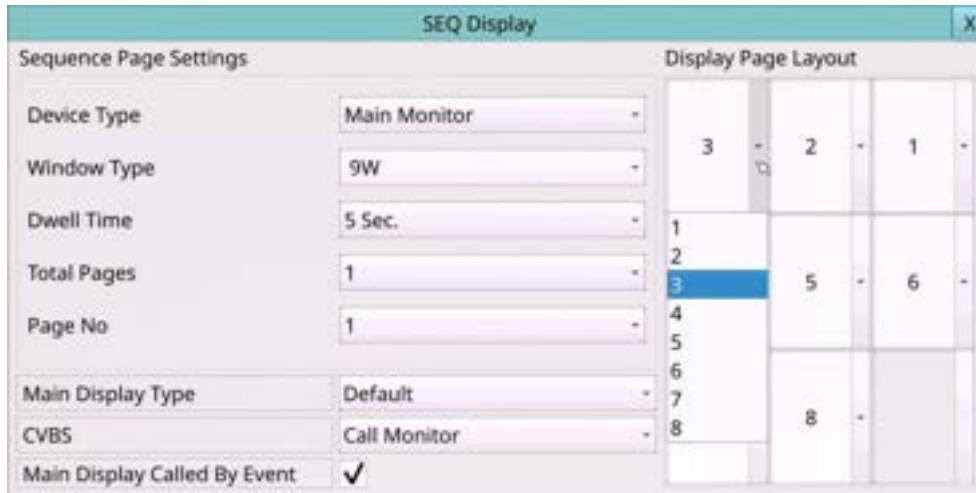 SEQ Display X
Sequence Page Settings
Display Page Layout
Device Type Main Monitor
Window Type 9W
Dwell Time 5 Sec.
Total Pages 1
Page No 1
Main Display Type Default
CVBS Call Monitor
Main Display Called By Event
3 2 1
1
2
3
4
5
6
7
8
5 6
8